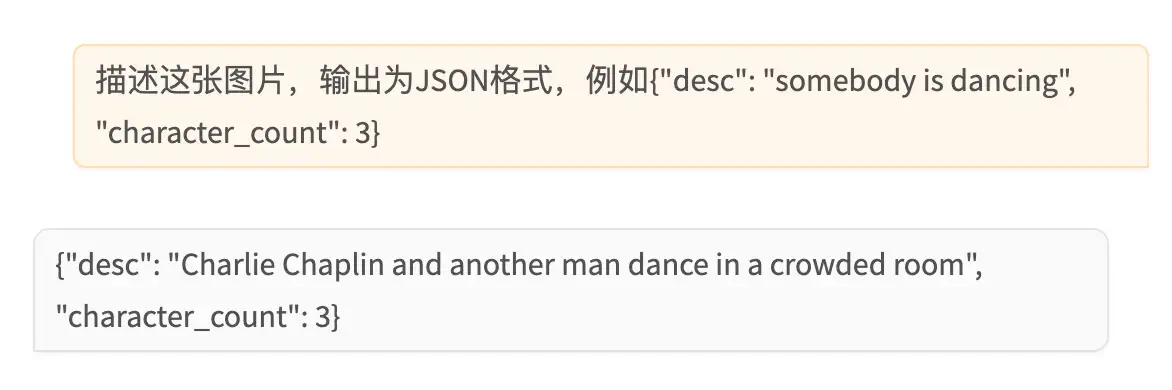 描述这张图片，输出为JSON格式，例如{"desc": "somebody is dancing",
"character_count": 3}
{"desc": "Charlie Chaplin and another man dance in a crowded room",
"character_count": 3}